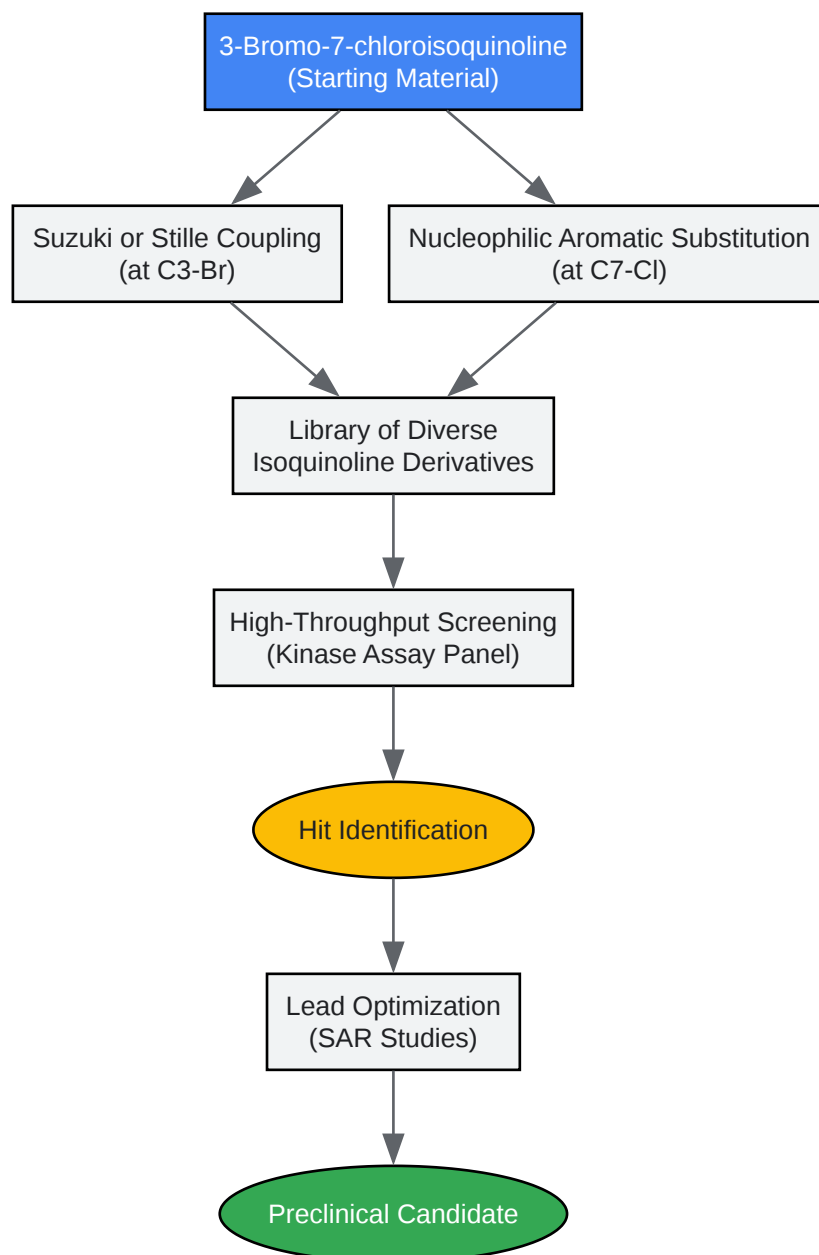 3-Bromo-7-chloroisoquinoline
(Starting Material)
Suzuki or Stille Coupling
(at C3-Br)
Nucleophilic Aromatic Substitution
(at C7-Cl)
Library of Diverse
Isoquinoline Derivatives
High-Throughput Screening
(Kinase Assay Panel)
Hit Identification
Lead Optimization
(SAR Studies)
Preclinical Candidate